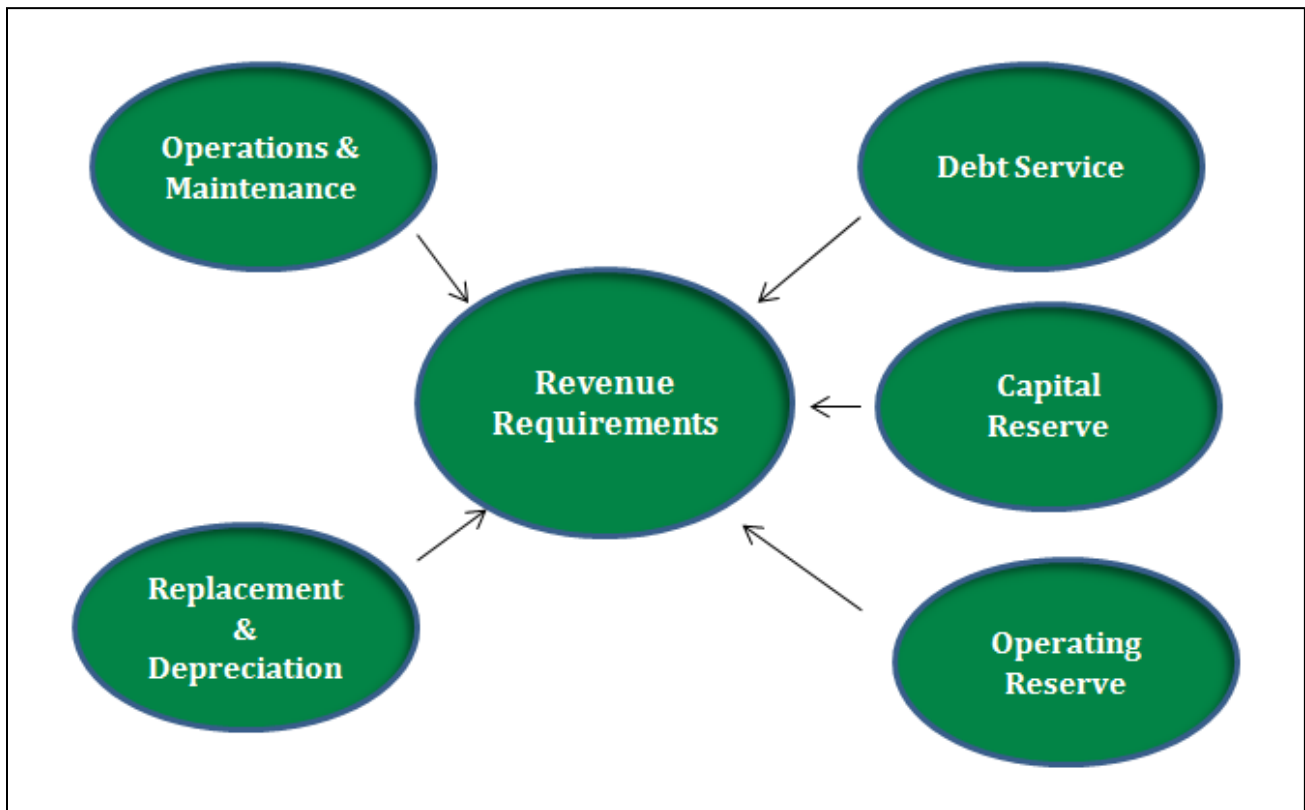 Operations &
Maintenance
Debt Service
Revenue
Requirements
Capital
Reserve
Replacement
&
Depreciation
Operating
Reserve